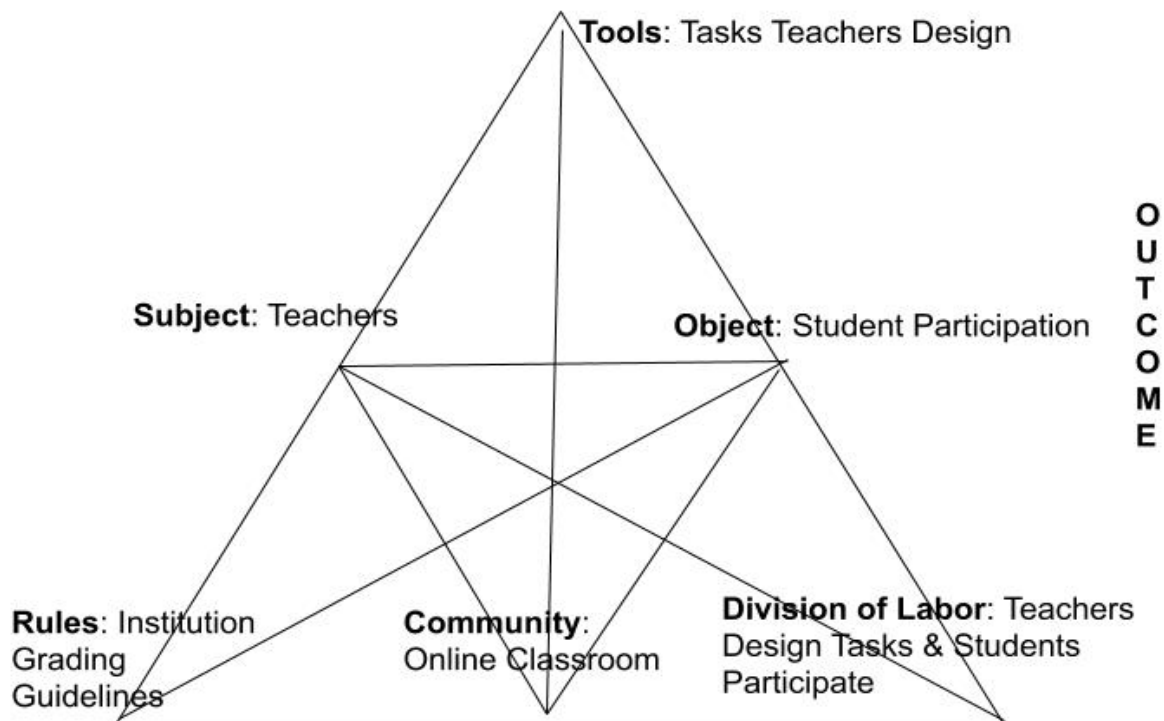 Tools: Tasks Teachers Design
Subject: Teachers
Object: Student Participation
O
U
T
C
O
M
E
Rules: Institution
Grading
Guidelines
Community:
Online Classroom
Division of Labor: Teachers
Design Tasks & Students
Participate